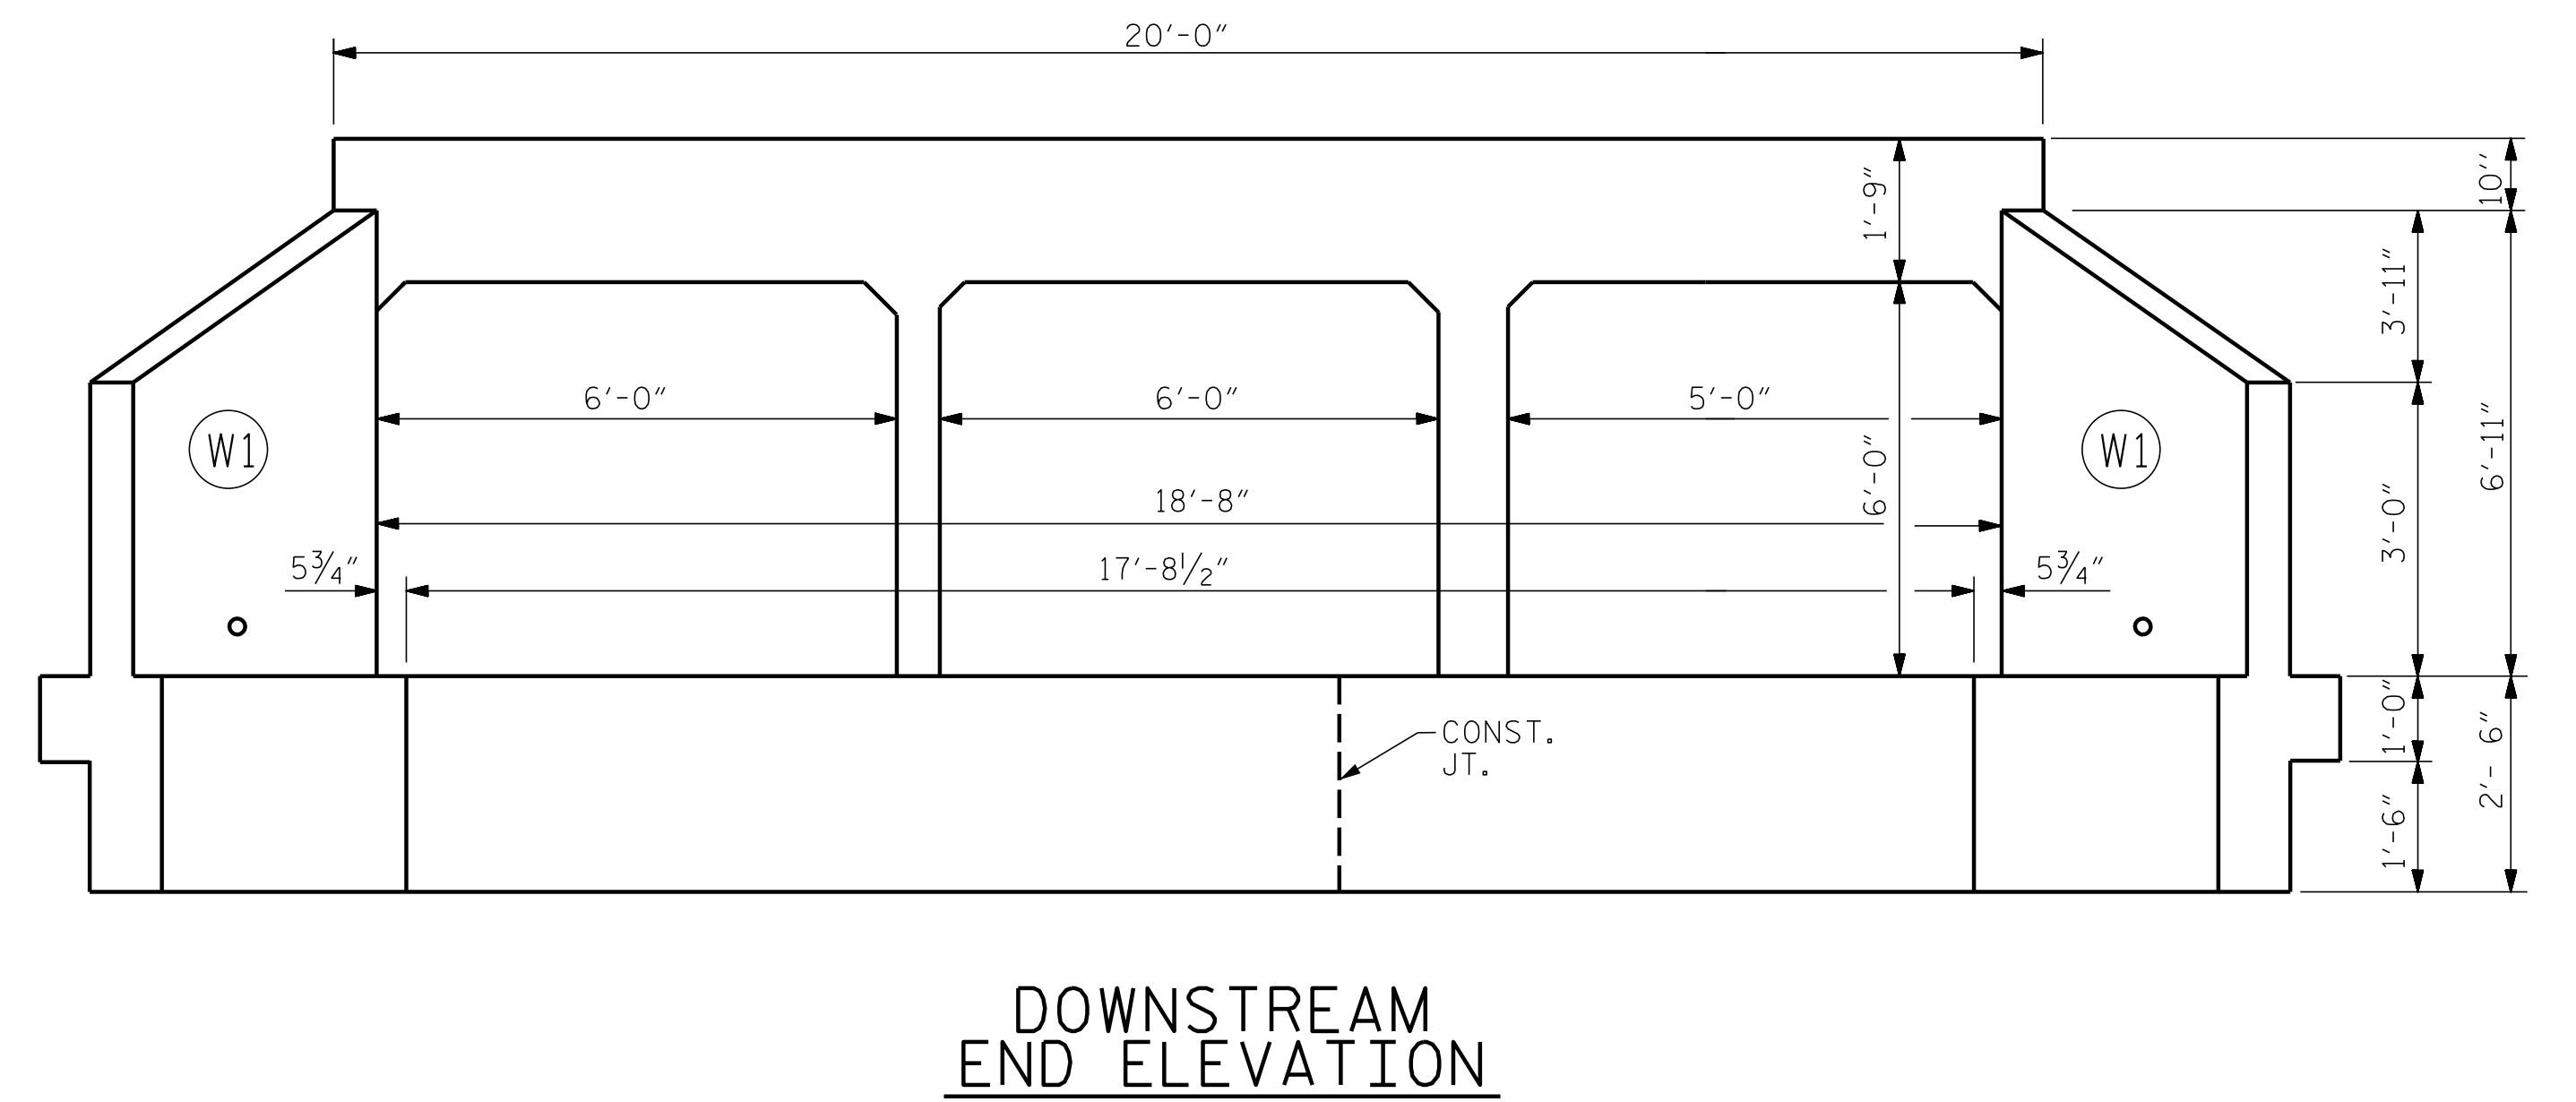 20'-0"
10''
1'-9"
3'-11"
6'-0"
6'-0"
5'-0"
W1
W1
6'-0"
6'-11"
18'-8"
3'-0"
5¾"
17'-8½"
5¾"
CONST.
JT.
1'-0"
2'- 6"
1'-6"
DOWNSTREAM
END ELEVATION